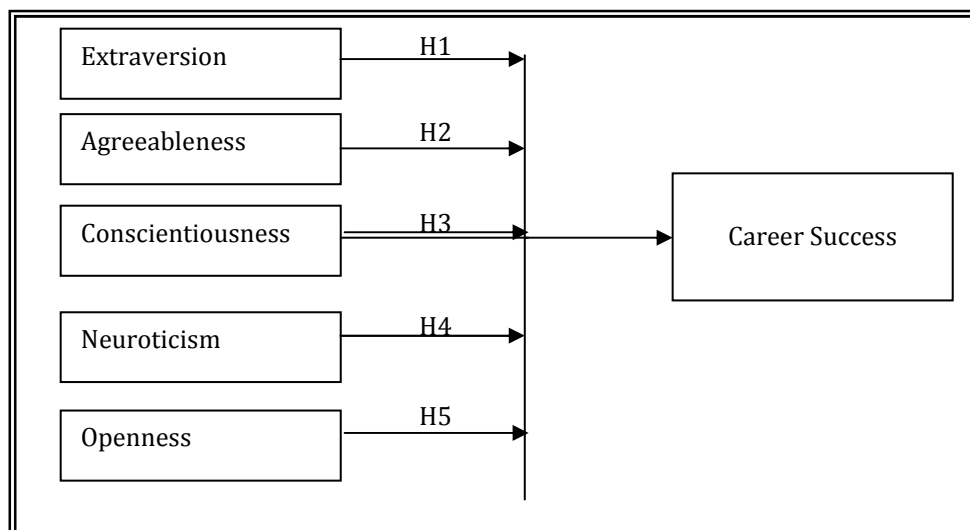 Extraversion
H1
Agreeableness
H2
Conscientiousness
H3
Career Success
Neuroticism
H4
Openness
H5